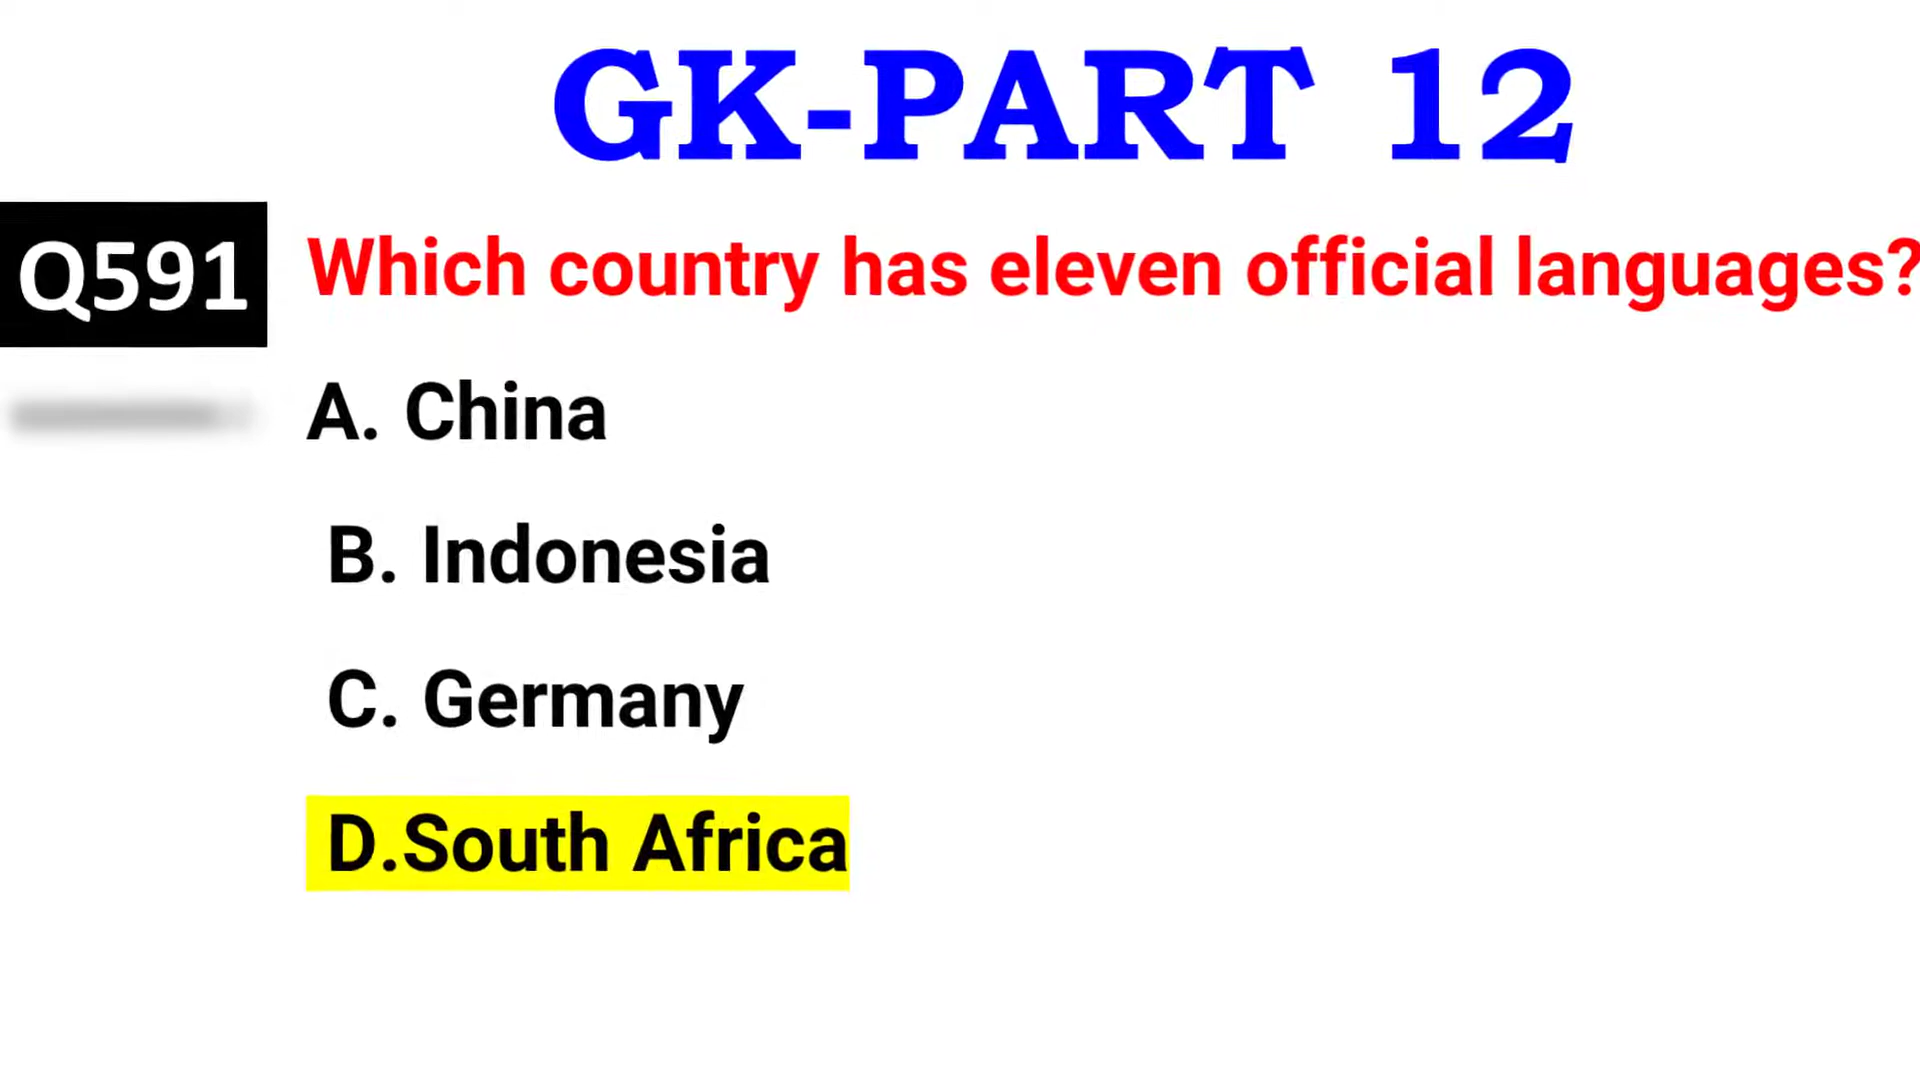 GK-PART 12
Q591 Which country has eleven official languages?
A. China
B. Indonesia
C. Germany
D.South Africa